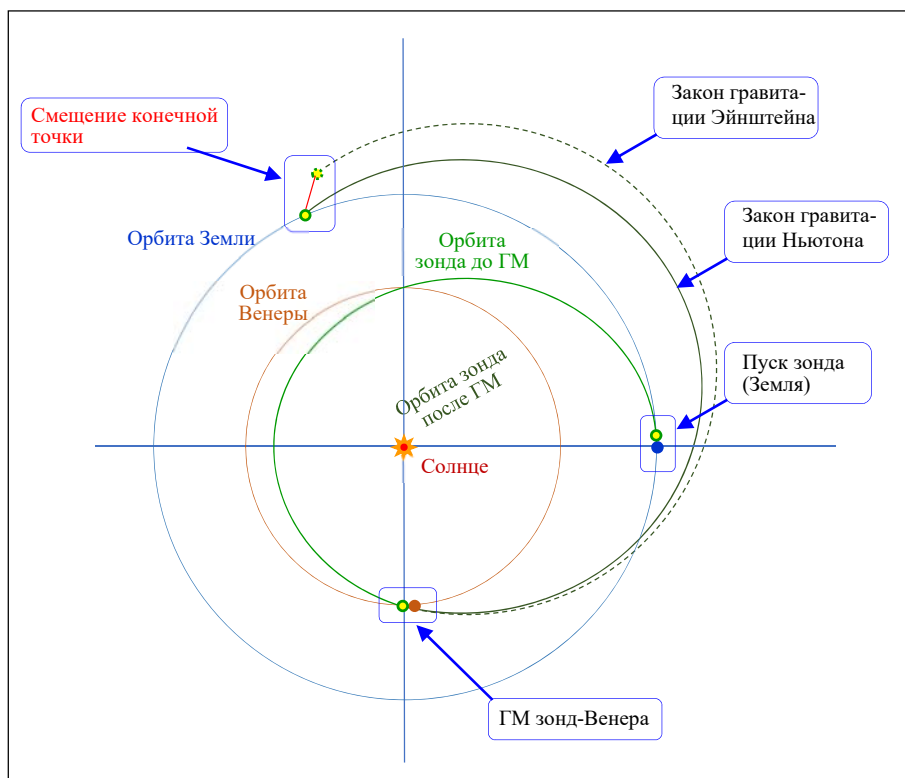 Закон гравита-
ции Эйнштейна
Смещение конечной
точки
Закон гравита-
ции Ньютона
Орбита Земли
Орбита
зонда до ГМ
Орбита
Венеры
Пуск зонда
(Земля)
Орбита зонда
после ГМ
Солнце
ГМ зонд-Венера